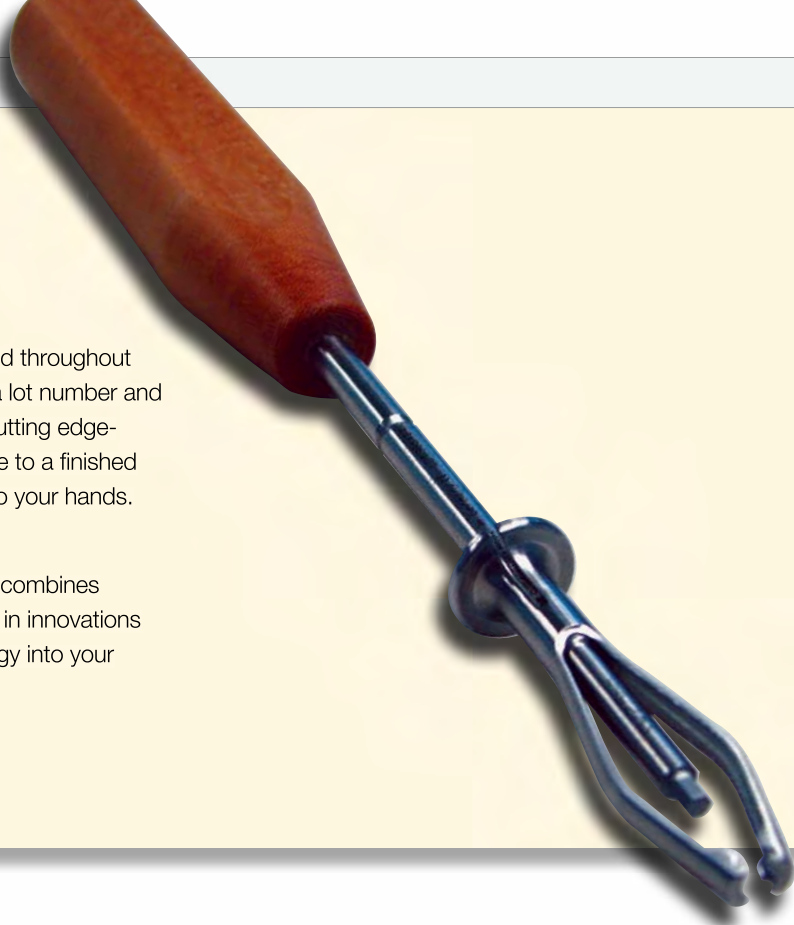 d throughout
lot number and
utting edge-
e to a finished
o your hands.
combines
in innovations
gy into your